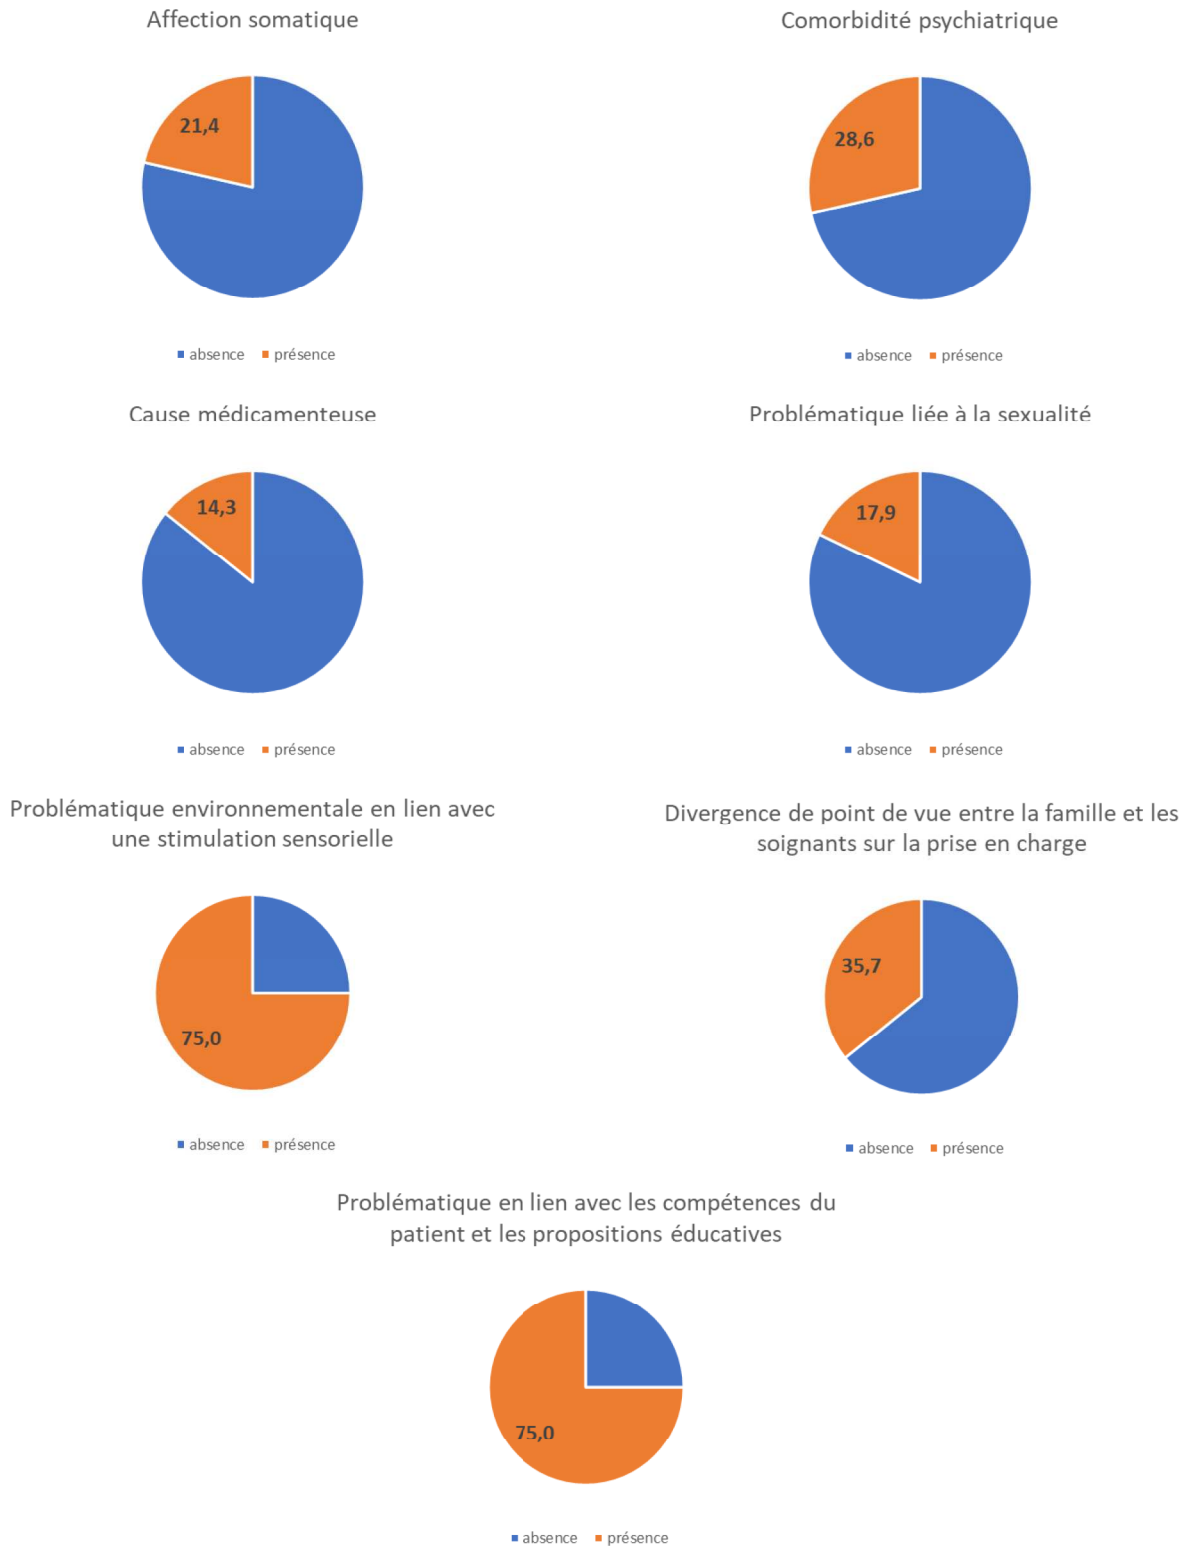 Affection somatique
Comorbidité psychiatrique
21,4
28,6
absence présence
absence présence
Cause médicamenteuse
Problématique liée à la sexualité
14,3
17,9
absence présence
absence présence
Problématique environnementale en lien avec
une stimulation sensorielle
Divergence de point de vue entre la famille et les
soignants sur la prise en charge
75,0
35,7
absence présence
absence présence
Problématique en lien avec les compétences du
patient et les propositions éducatives
75,0
absence présence